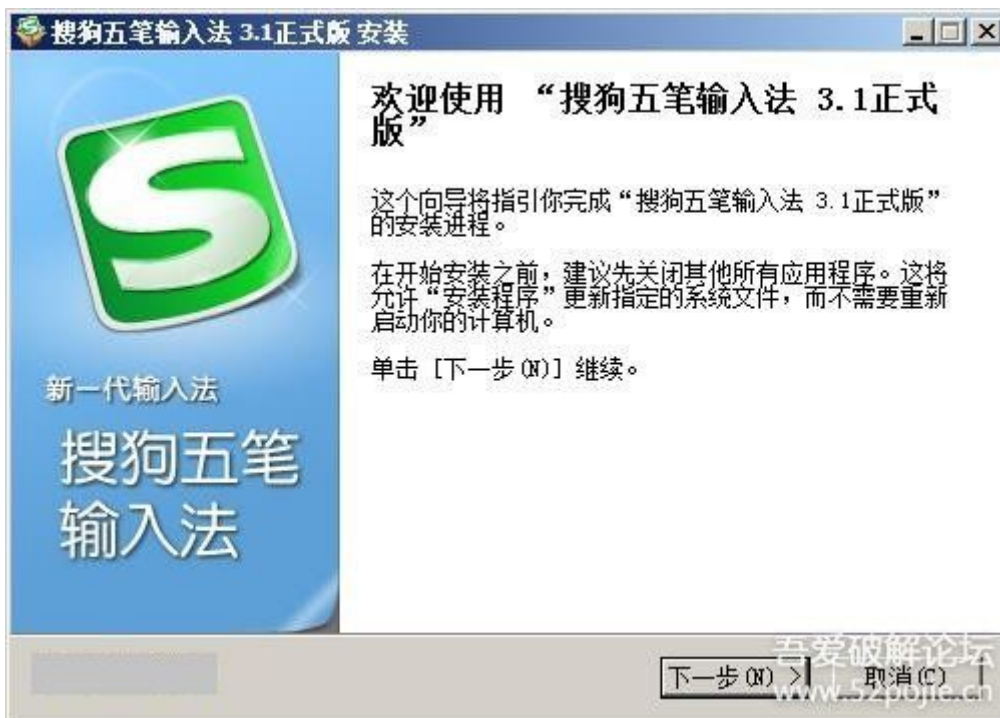 搜狗五笔输入法 3.1正式版 安装
欢迎使用 “搜狗五笔输入法 3.1正式
版”
这个向导将指引你完成“搜狗五笔输入法 3.1正式版”
的安装进程。
在开始安装之前，建议先关闭其他所有应用程序。这将
允许“安装程序”更新指定的系统文件，而不需要重新
启动你的计算机。
单击 [下一步(N)] 继续。
新一代输入法
搜狗五笔
输入法
下一步(N) >
取消(C)
吾爱破解论坛
www.52pojie.cn